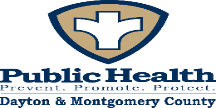 Public Health
Prevent. Promote. Protect.
Dayton & Montgomery County